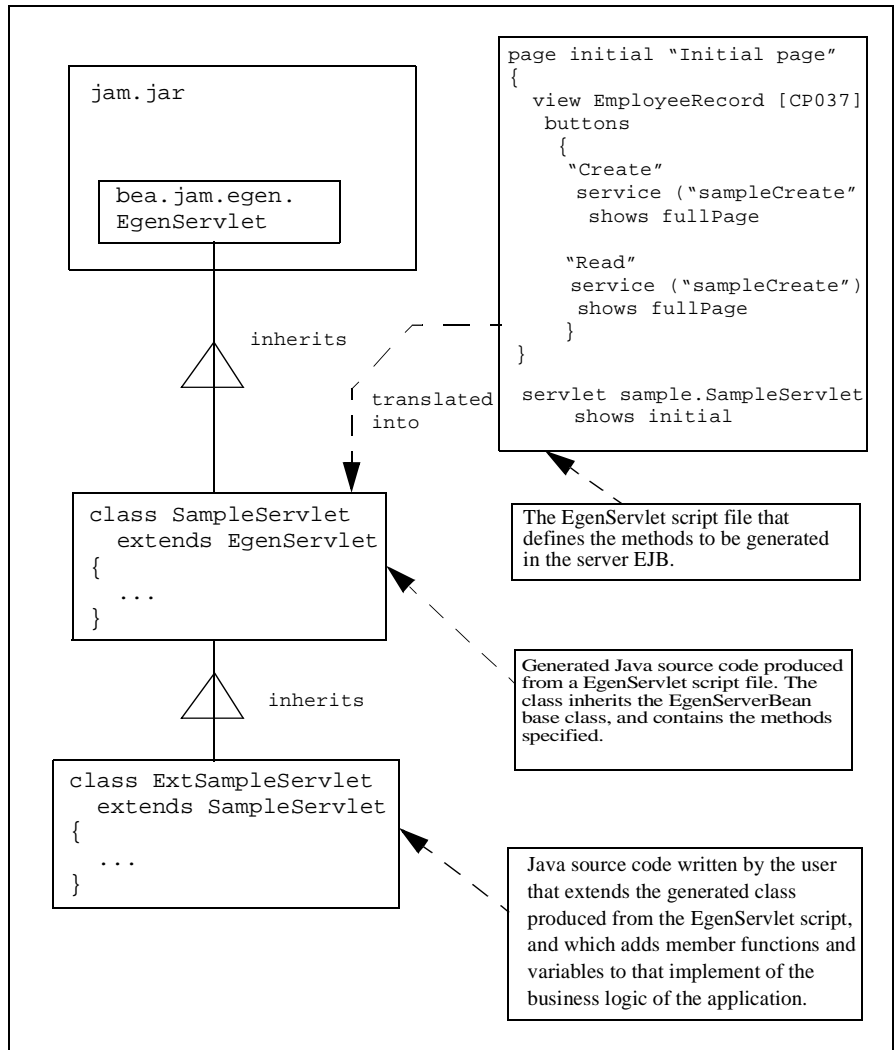 jam.jar
bea.jam.egen.
EgenServlet
inherits
page initial “Initial page”
{
view EmployeeRecord [CP037]
buttons
{
“Create”
service (“sampleCreate”
shows fullPage
“Read”
service (“sampleCreate”)
shows fullPage
}
}
servlet sample.SampleServlet
shows initial
translated
into
The EgenServlet script file that
defines the methods to be generated
in the server EJB.
class SampleServlet
extends EgenServlet
{
...
}
Generated Java source code produced
from a EgenServlet script file. The
class inherits the EgenServerBean
base class, and contains the methods
specified.
inherits
class ExtSampleServlet
extends SampleServlet
{
...
}
Java source code written by the user
that extends the generated class
produced from the EgenServlet script,
and which adds member functions and
variables to that implement of the
business logic of the application.